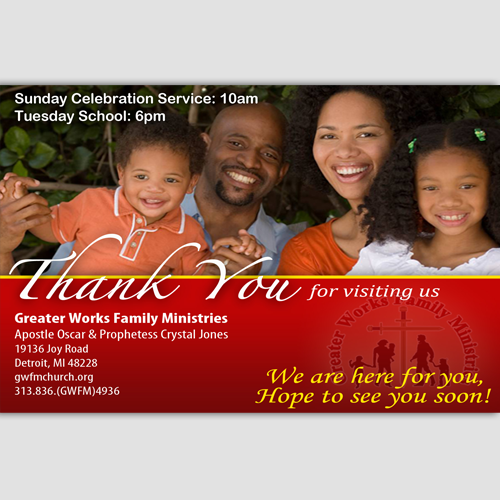 Sunday Celebration Service: 10am
Tuesday School: 6pm
Thank You for visiting us
Greater Works Family Ministries
Apostle Oscar & Prophetess Crystal Jones
19136 Joy Road
Detroit, MI 48228
gwfmchurch.org
313.836.(GWFM)4936
Greater Works Family Ministries
We are here for you,
Hope to see you soon!